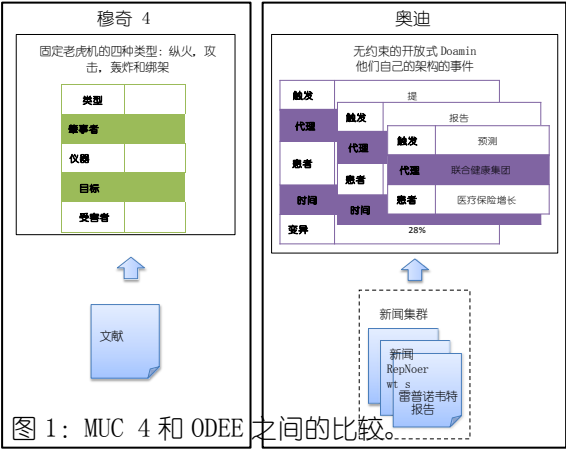 穆奇 4
固定老虎机的四种类型：纵火，攻
击，轰炸和绑架
类型
肇事者
仪器
目标
受害者
文献
奥迪
无约束的开放式 Doamin
他们自己的架构的事件
触发 提
代理
患者
时间
变异 28%
触发 报告
代理
患者
时间
触发 预测
代理 联合健康集团
患者 医疗保险增长
新闻集群
新闻
RepNoer
wt s
雷普诺韦特
报告
图 1：MUC 4 和 ODEE 之间的比较。